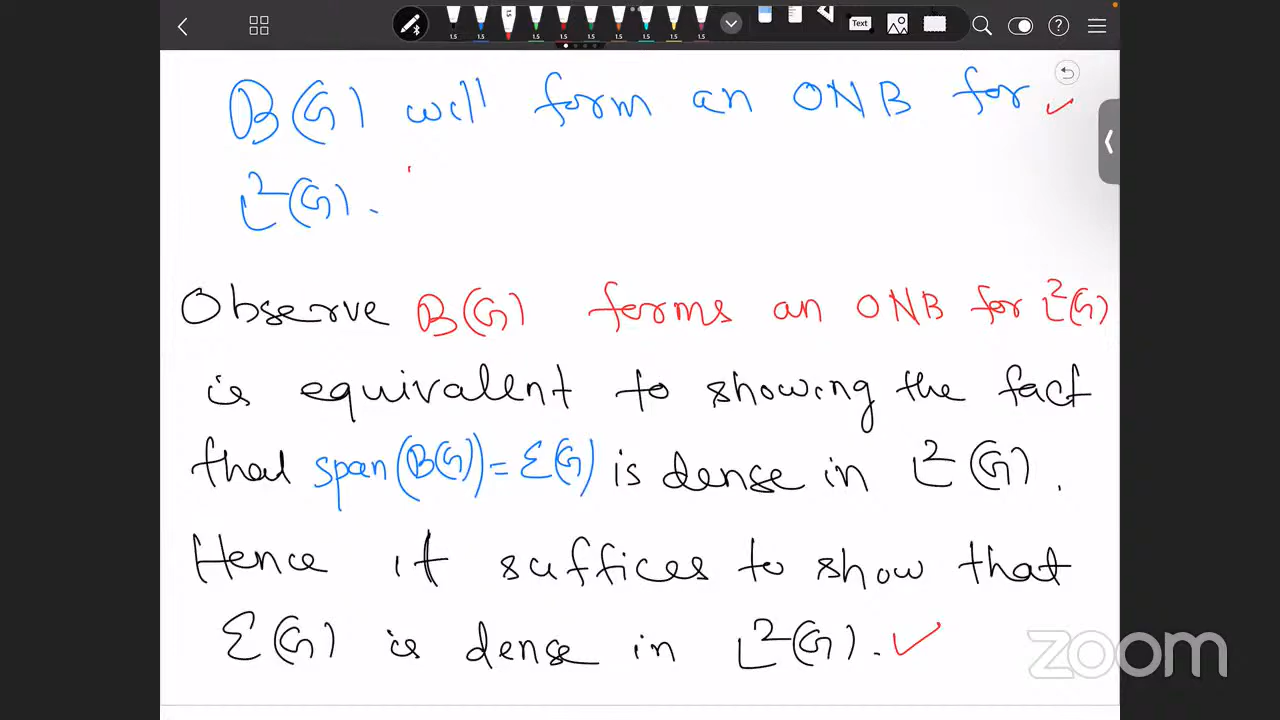 Text
B(G) will form an ONB for ✓
L²(G).
Observe B(G) forms an ONB for L²(G)
is equivalent to showing the fact
that span(B(G)) = Ɛ(G) is dense in L²(G).
Hence it suffices to show that
Ɛ(G) is dense in L²(G). ✓
zoom